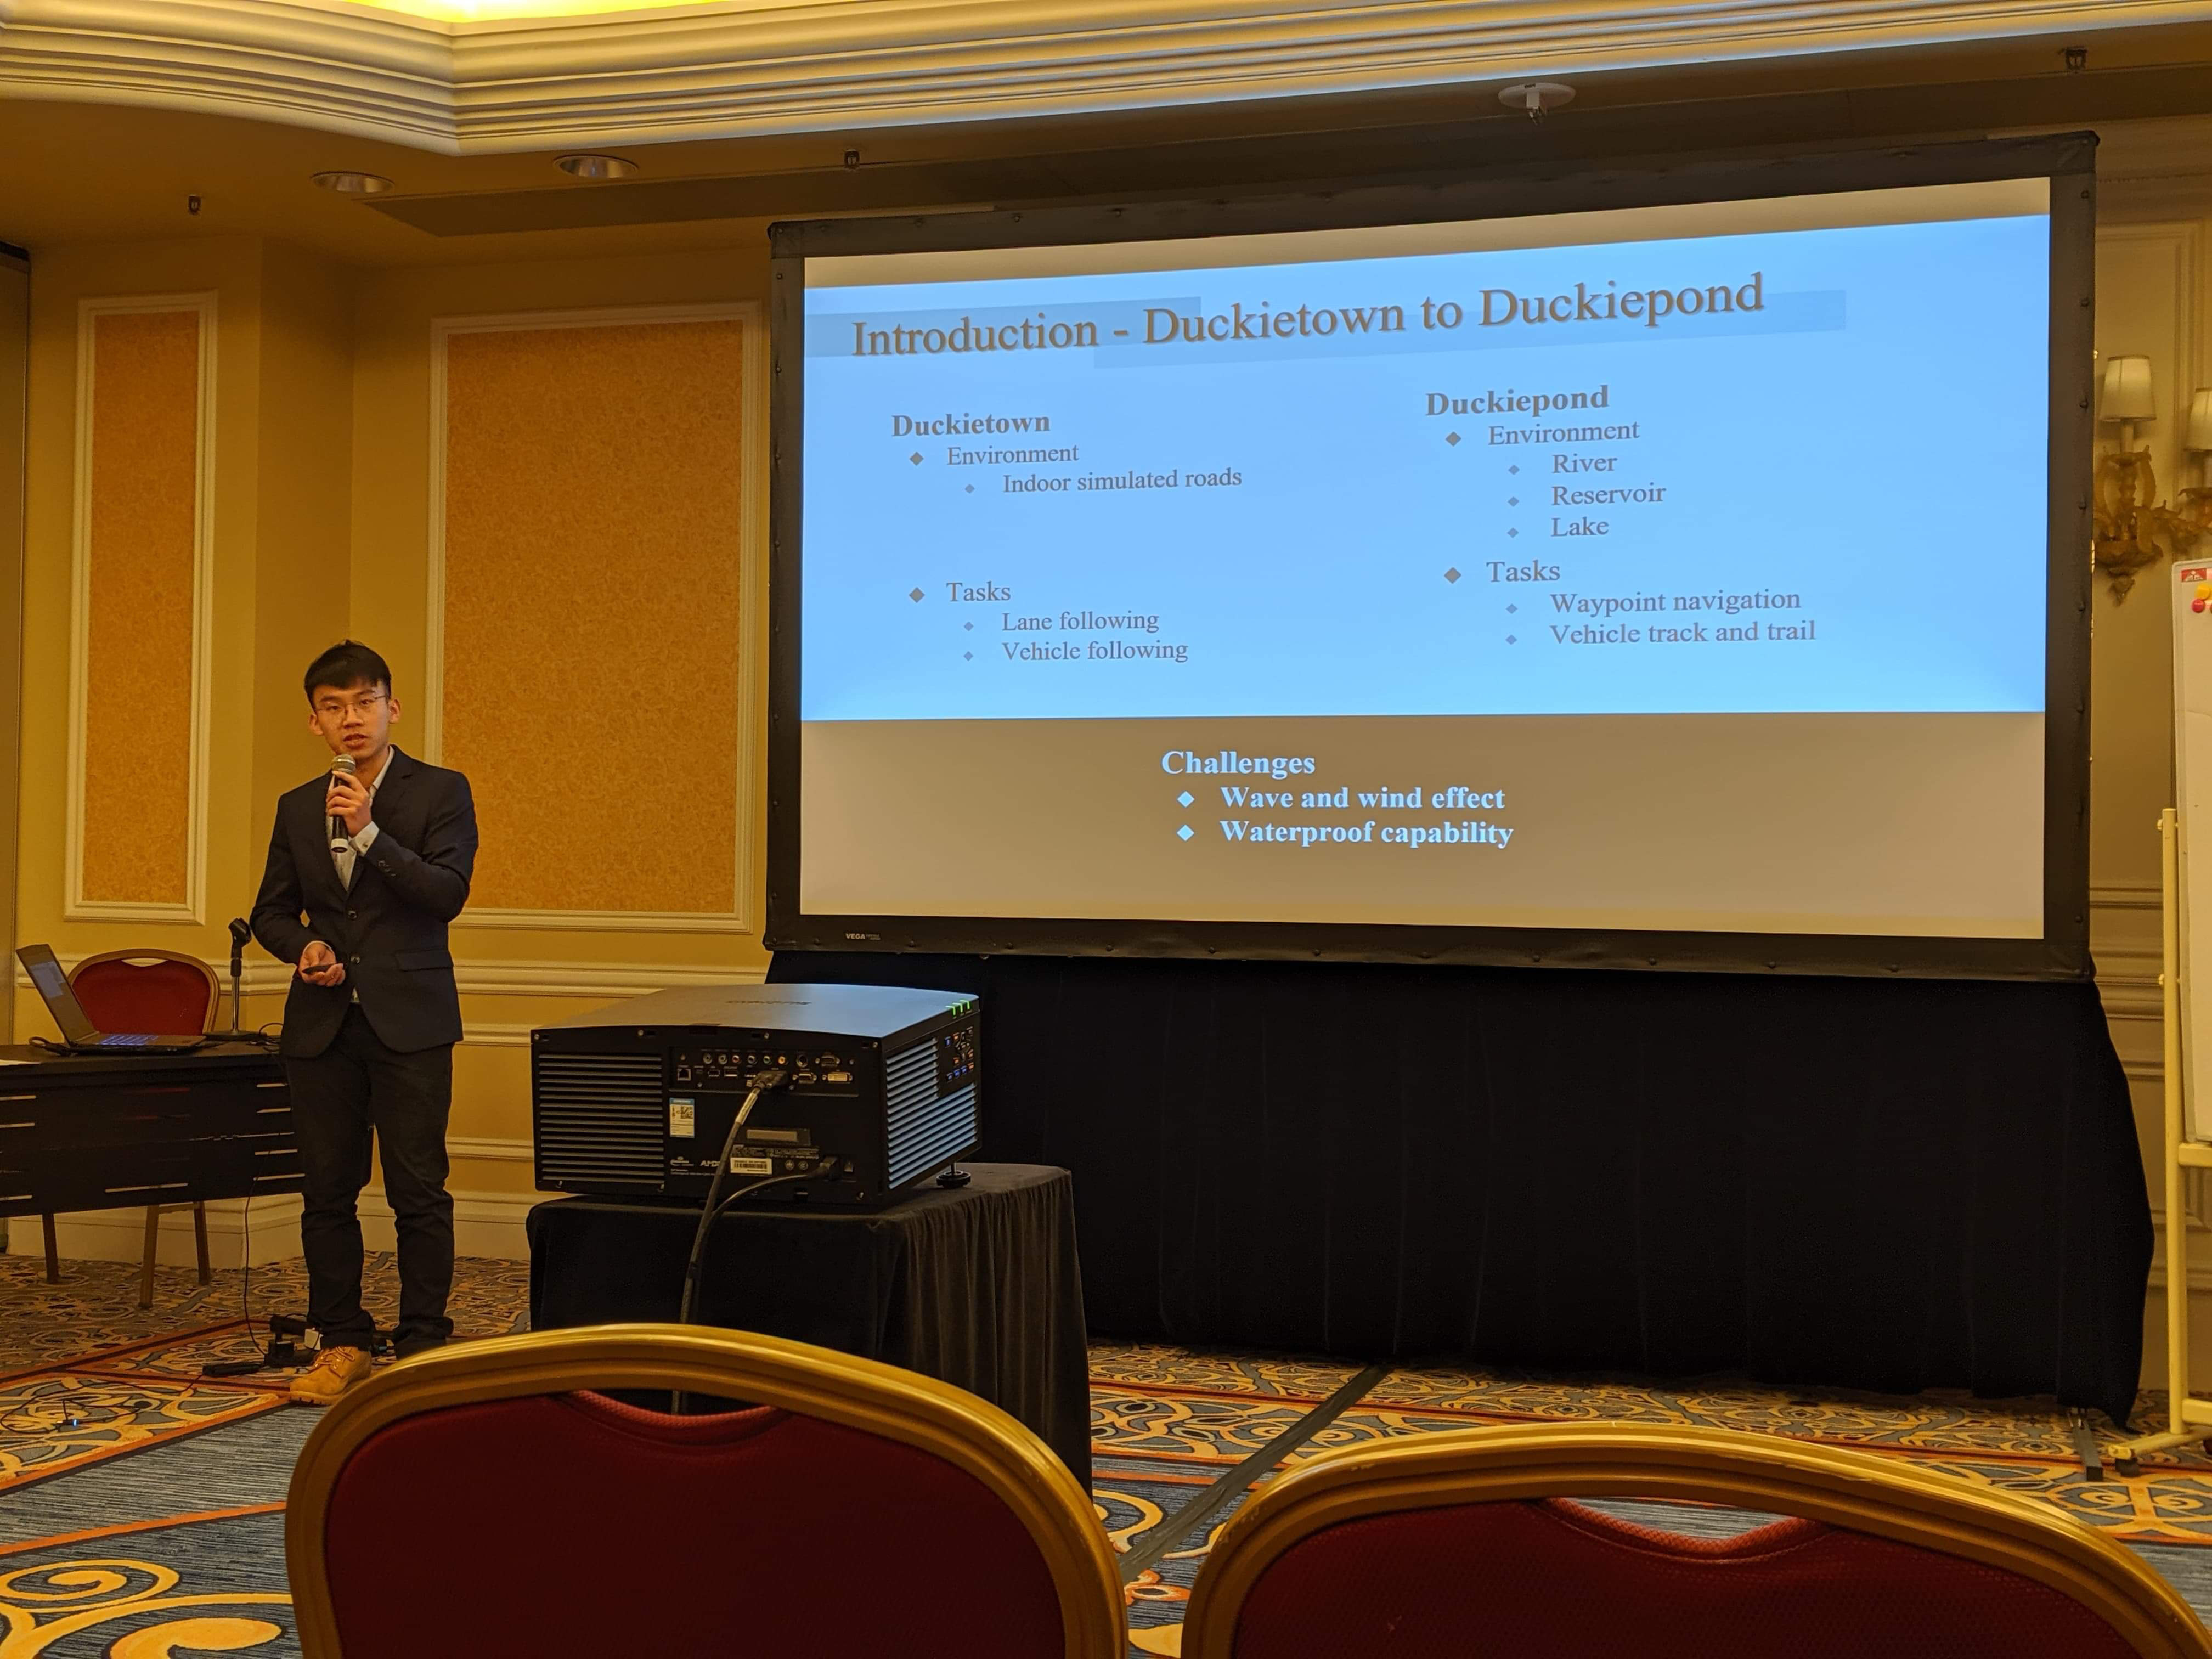 Introduction - Duckietown to Duckiepond
Duckietown
Environment
Indoor simulated roads
Tasks
Lane following
Vehicle following
Duckiepond
Environment
River
Reservoir
Lake
Tasks
Waypoint navigation
Vehicle track and trail
Challenges
Wave and wind effect
Waterproof capability
VEGA